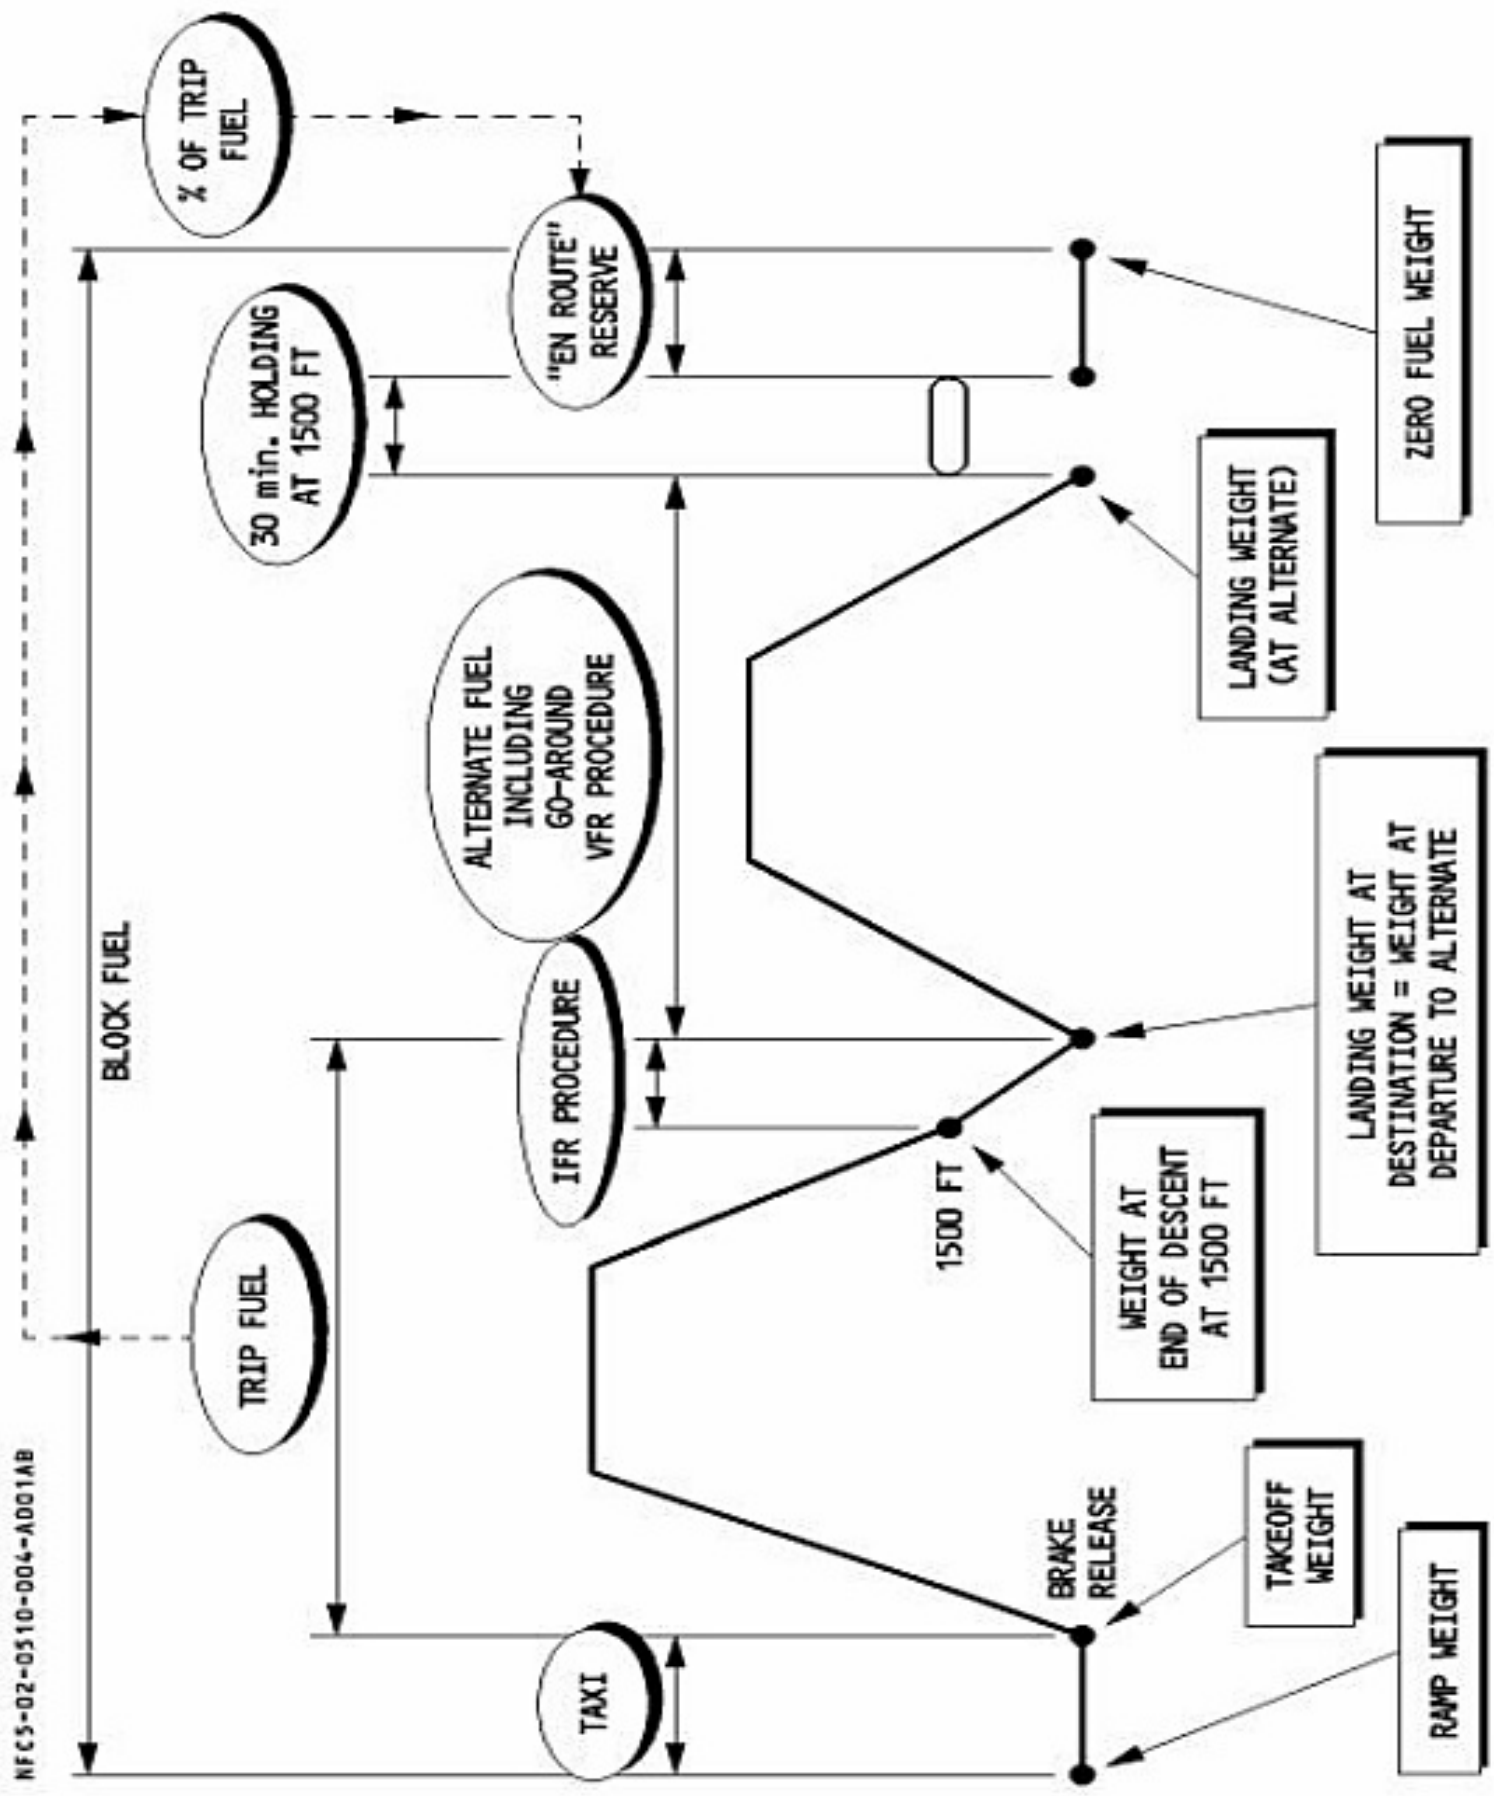 NFC5-02-0510-004-A001AB
BLOCK FUEL
% OF TRIP
FUEL
TRIP FUEL
30 min. HOLDING
AT 1500 FT
ALTERNATE FUEL
INCLUDING
GO-AROUND
VFR PROCEDURE
"EN ROUTE"
RESERVE
IFR PROCEDURE
TAXI
1500 FT
BRAKE
RELEASE
WEIGHT AT
END OF DESCENT
AT 1500 FT
LANDING WEIGHT
(AT ALTERNATE)
TAKEOFF
WEIGHT
LANDING WEIGHT AT
DESTINATION = WEIGHT AT
DEPARTURE TO ALTERNATE
ZERO FUEL WEIGHT
RAMP WEIGHT